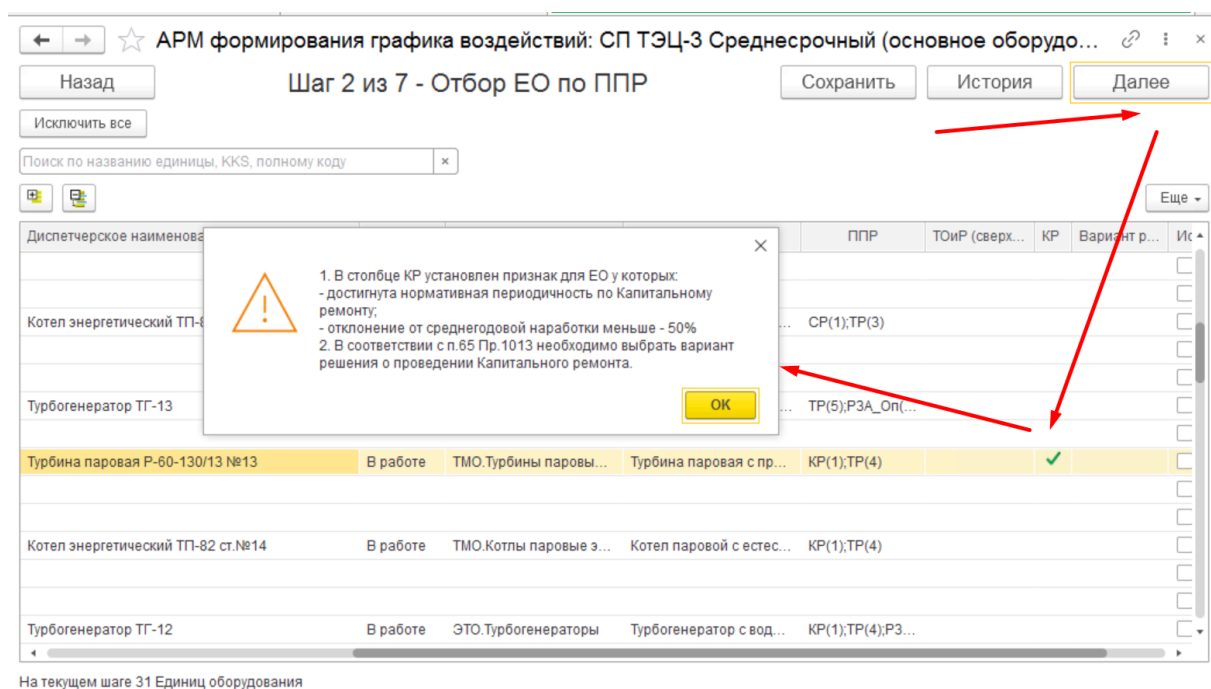 АРМ формирования графика воздействий: СП ТЭЦ-3 Среднесрочный (основное оборудо...
Назад
Шаг 2 из 7 - Отбор ЕО по ППР
Сохранить
История
Далее
Исключить все
Поиск по названию единицы, KKS, полному коду
Еще
Диспетчерское наименова
ППР
ТОиР (сверх...
КР
Вариант р...
Ис
1. В столбце КР установлен признак для ЕО у которых:
- достигнута нормативная периодичность по Капитальному
ремонту;
- отклонение от среднегодовой наработки меньше - 50%
2. В соответствии с п.65 Пр.1013 необходимо выбрать вариант
решения о проведении Капитального ремонта.
ОК
Котел энергетический ТП-8
... СР(1);ТР(3)
Турбогенератор ТГ-13
... ТР(5);РЗА_Оп(...
Турбина паровая Р-60-130/13 №13 В работе ТМО.Турбины паровы... Турбина паровая с пр... КР(1);ТР(4)
Котел энергетический ТП-82 ст.№14 В работе ТМО.Котлы паровые э... Котел паровой с естес... КР(1);ТР(4)
Турбогенератор ТГ-12 В работе ЭТО.Турбогенераторы Турбогенератор с вод... КР(1);ТР(4);РЗ...
На текущем шаге 31 Единиц оборудования